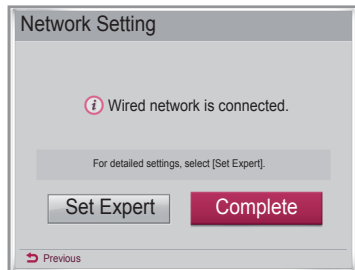 Network Setting
Wired network is connected.
For detailed settings, select [Set Expert].
Set Expert
Complete
Previous